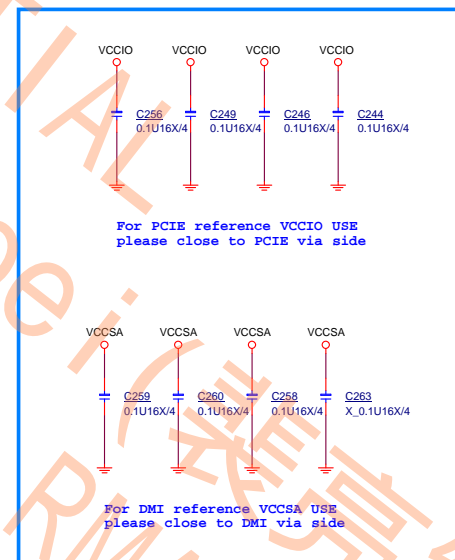 VCCIO VCCIO VCCIO VCCIO
C256 C249 C246 C244
0.1U16X/4 0.1U16X/4 0.1U16X/4 0.1U16X/4
For PCIE reference VCCIO USE
please close to PCIE via side
VCCSA VCCSA VCCSA VCCSA
C259 C260 C258 C263
0.1U16X/4 0.1U16X/4 0.1U16X/4 X_0.1U16X/4
For DMI reference VCCSA USE
please close to DMI via side